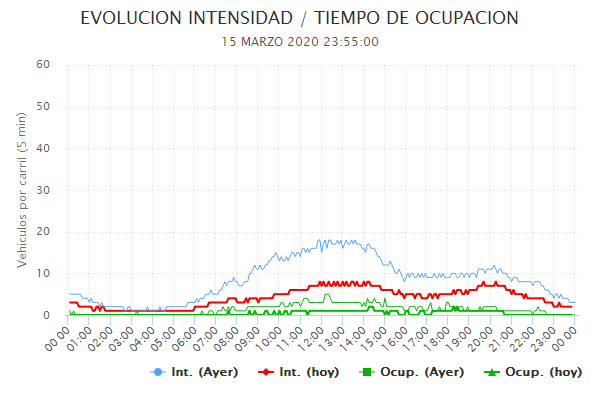 EVOLUCION INTENSIDAD / TIEMPO DE OCUPACION
15 MARZO 2020 23:55:00
Vehiculos por carril (5 min)
60
50
40
30
20
10
0
00:00 01:00 02:00 03:00 04:00 05:00 06:00 07:00 08:00 09:00 10:00 11:00 12:00 13:00 14:00 15:00 16:00 17:00 18:00 19:00 20:00 21:00 22:00 23:00 00:00
Int. (Ayer) Int. (hoy) Ocup. (Ayer) Ocup. (hoy)